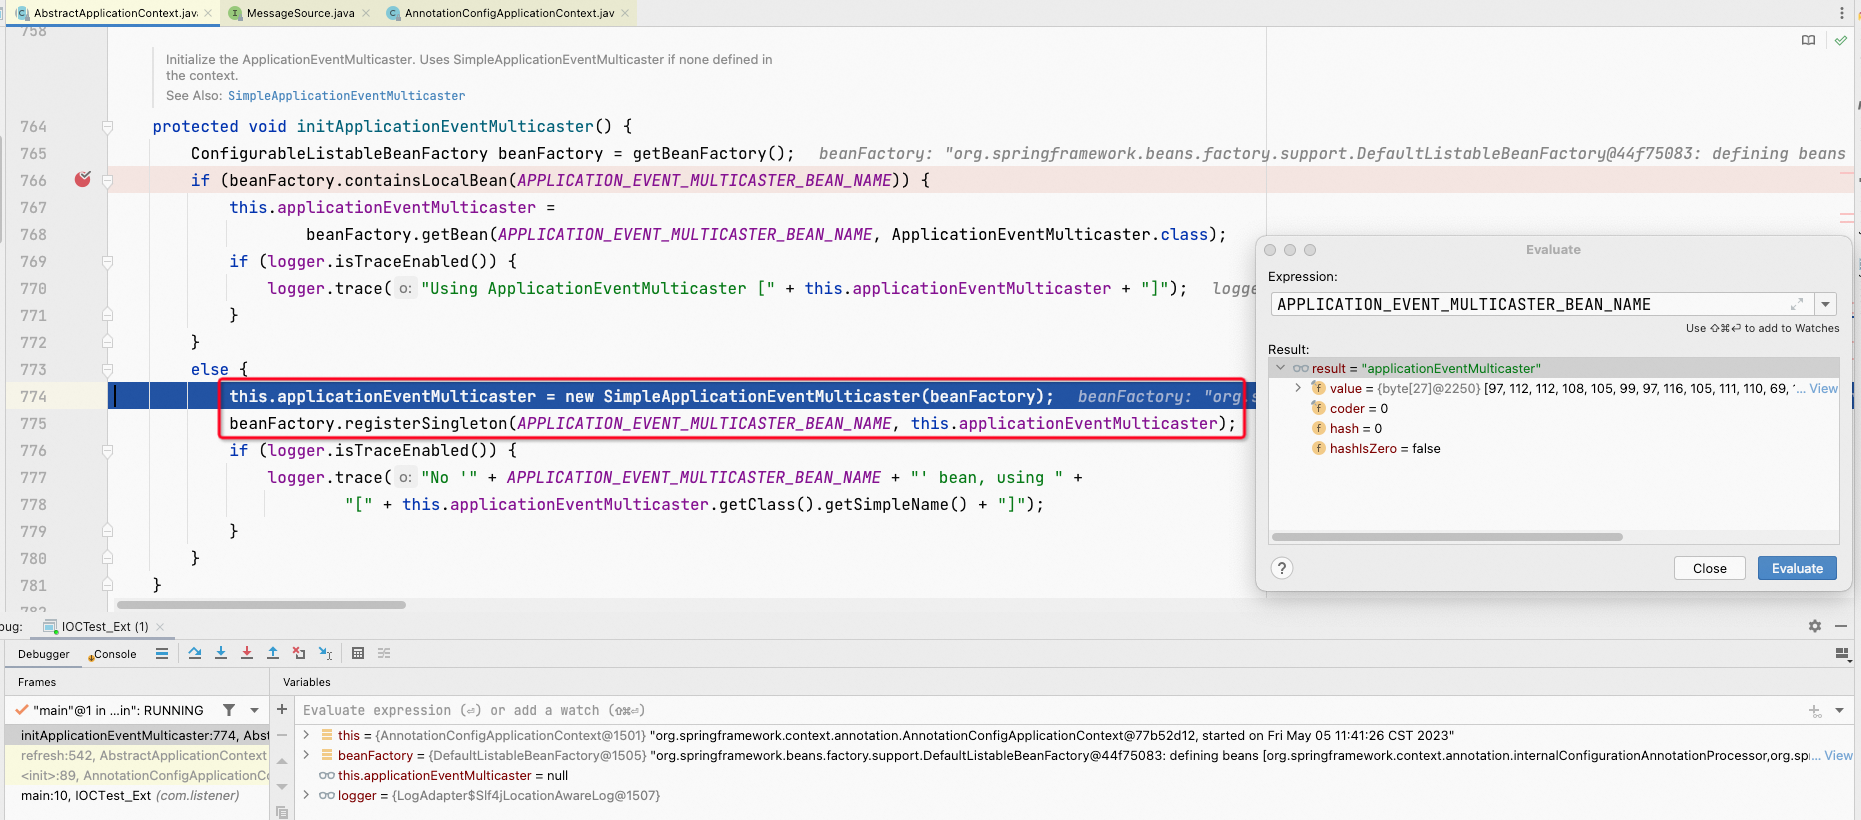 AbstractApplicationContext.java
MessageSource.java
AnnotationConfigApplicationContext.jav
758
Initialize the ApplicationEventMulticaster. Uses SimpleApplicationEventMulticaster if none defined in
the context.
See Also: SimpleApplicationEventMulticaster
764 protected void initApplicationEventMulticaster() {
765 ConfigurableListableBeanFactory beanFactory = getBeanFactory(); beanFactory: "org.springframework.beans.factory.support.DefaultListableBeanFactory@44f75083: defining beans
766 if (beanFactory.containsLocalBean(APPLICATION_EVENT_MULTICASTER_BEAN_NAME)) {
767 this.applicationEventMulticaster =
768 beanFactory.getBean(APPLICATION_EVENT_MULTICASTER_BEAN_NAME, ApplicationEventMulticaster.class);
769 if (logger.isTraceEnabled()) {
770 logger.trace( o: "Using ApplicationEventMulticaster [" + this.applicationEventMulticaster + "]"); logge
771 }
772 }
773 else {
774 this.applicationEventMulticaster = new SimpleApplicationEventMulticaster(beanFactory); beanFactory: "org.s
775 beanFactory.registerSingleton(APPLICATION_EVENT_MULTICASTER_BEAN_NAME, this.applicationEventMulticaster);
776 if (logger.isTraceEnabled()) {
777 logger.trace( o: "No '" + APPLICATION_EVENT_MULTICASTER_BEAN_NAME + "' bean, using " +
778 "[" + this.applicationEventMulticaster.getClass().getSimpleName() + "]");
779 }
780 }
781 }
782
Evaluate
Expression:
APPLICATION_EVENT_MULTICASTER_BEAN_NAME
Use ⇧⌘⏎ to add to Watches
Result:
result = "applicationEventMulticaster"
value = {byte[27]@2250} [97, 112, 112, 108, 105, 99, 97, 116, 105, 111, 110, 69, ... View
coder = 0
hash = 0
hashIsZero = false
? Close Evaluate
bug: IOCTest_Ext (1)
Debugger Console
Frames Variables
"main"@1 in ...in": RUNNING
Evaluate expression (⏎) or add a watch (⇧⌘⏎)
initApplicationEventMulticaster:774, Abst
refresh:542, AbstractApplicationContext
<init>:89, AnnotationConfigApplicationCo
main:10, IOCTest_Ext (com.listener)
this = {AnnotationConfigApplicationContext@1501} "org.springframework.context.annotation.AnnotationConfigApplicationContext@77b52d12, started on Fri May 05 11:41:26 CST 2023"
beanFactory = {DefaultListableBeanFactory@1505} "org.springframework.beans.factory.support.DefaultListableBeanFactory@44f75083: defining beans [org.springframework.context.annotation.internalConfigurationAnnotationProcessor,org.spi... View
this.applicationEventMulticaster = null
logger = {LogAdapter$Slf4jLocationAwareLog@1507}